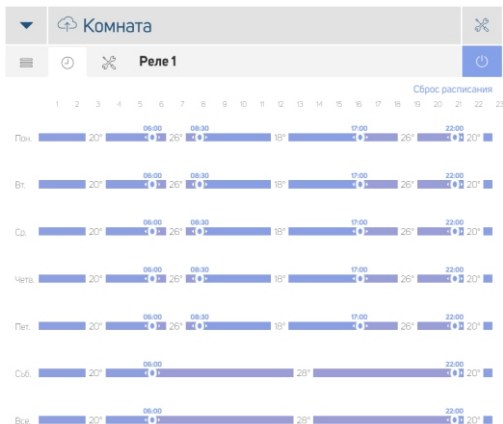 Комната
Реле 1
Сброс расписания
1 2 3 4 5 6 7 8 9 10 11 12 13 14 15 16 17 18 19 20 21 22 23
06:00 08:30 17:00 22:00
Пон. 20° 26° 18° 26° 20°
06:00 08:30 17:00 22:00
Вт. 20° 26° 18° 26° 20°
06:00 08:30 17:00 22:00
Ср. 20° 26° 18° 26° 20°
06:00 08:30 17:00 22:00
Четв. 20° 26° 18° 26° 20°
06:00 08:30 17:00 22:00
Пет. 20° 26° 18° 26° 20°
06:00 22:00
Съб. 20° 28° 20°
06:00 22:00
Все. 20° 28° 20°